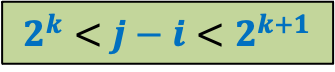 2^k < j − i < 2^{k+1}